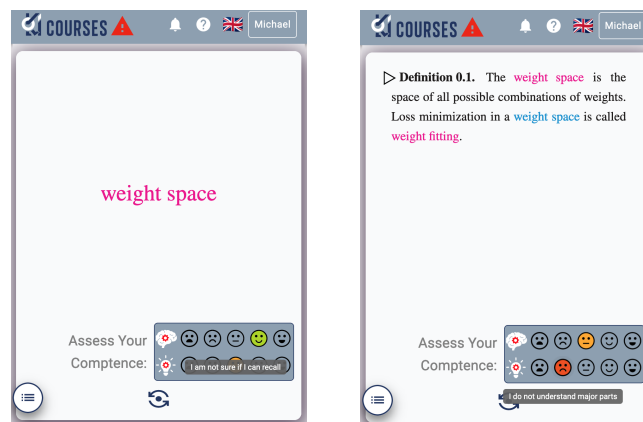 COURSES
Michael
weight space
Assess Your
Comptence:
I am not sure if I can recall
COURSES
Michael
Definition 0.1. The weight space is the
space of all possible combinations of weights.
Loss minimization in a weight space is called
weight fitting.
Assess Your
Comptence:
I do not understand major parts